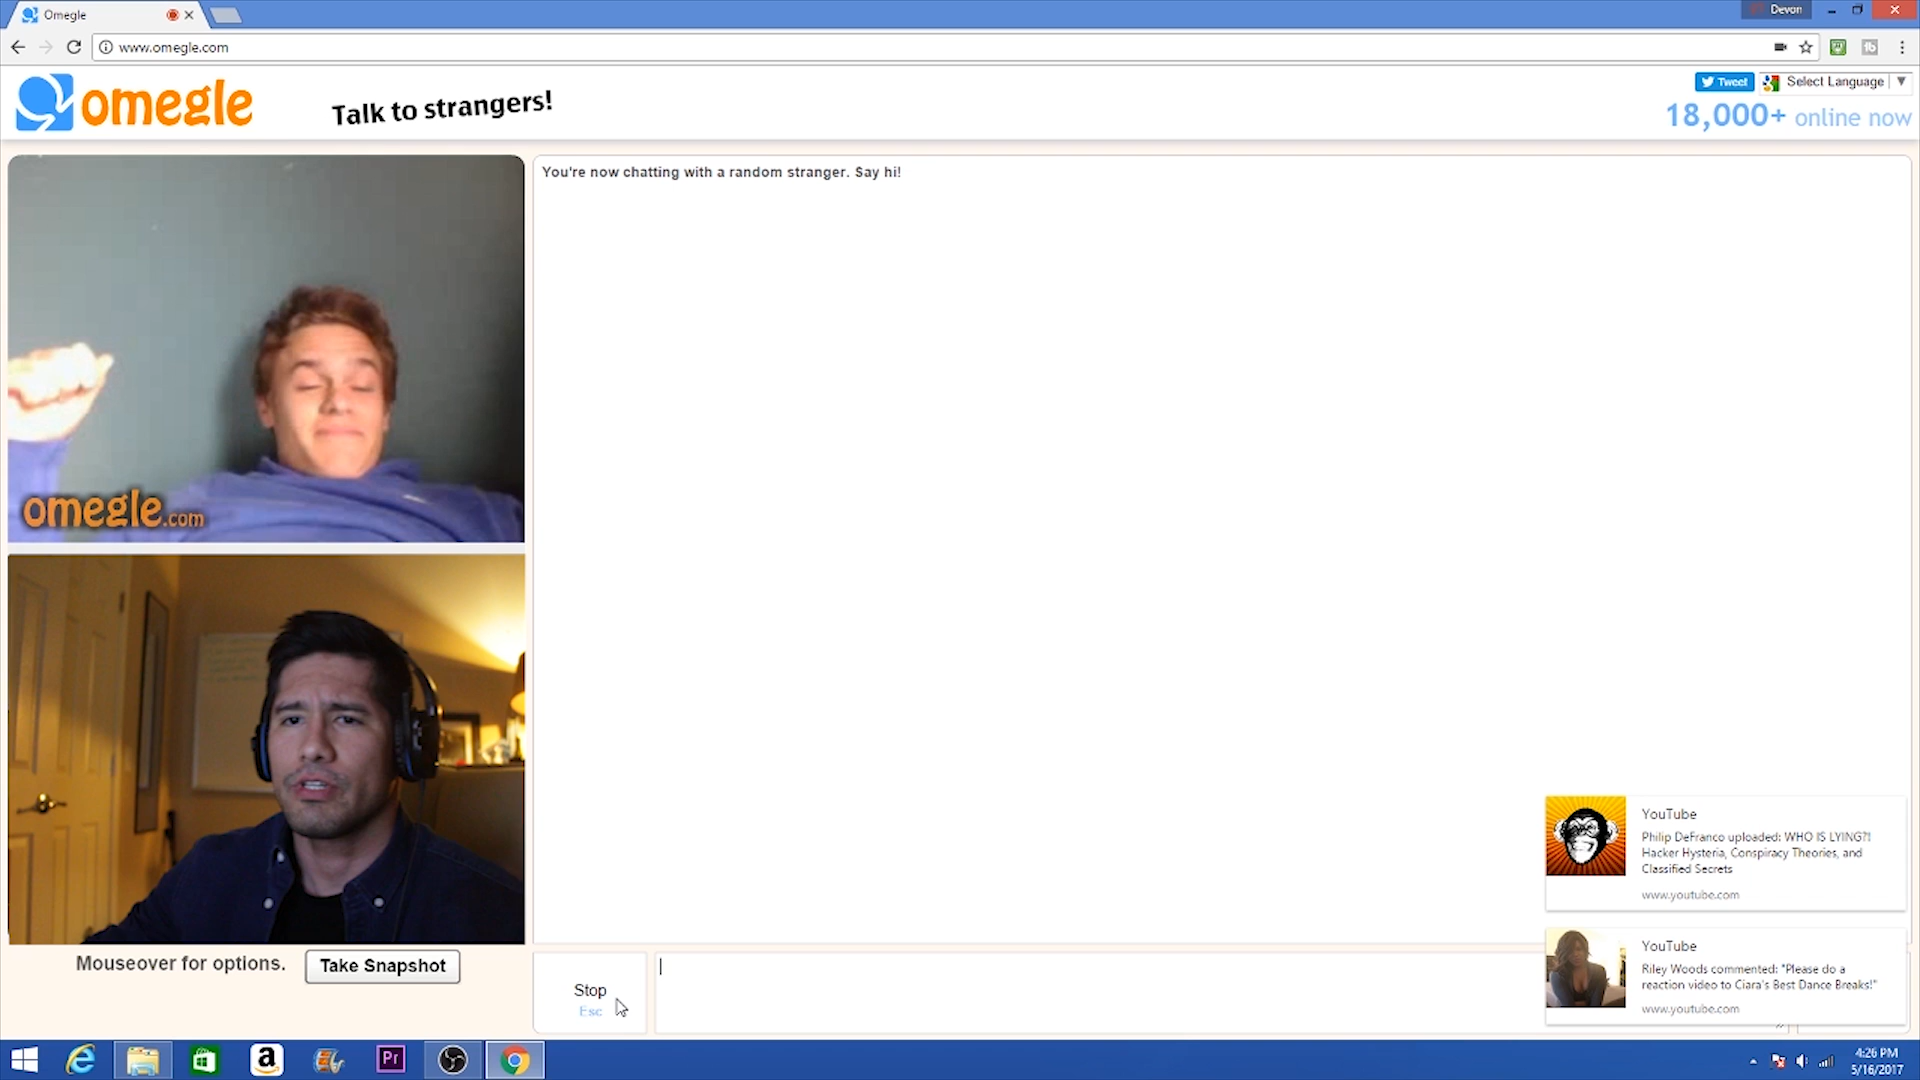 Omegle
Devon
www.omegle.com
omegle
Talk to strangers!
Tweet
Select Language
18,000+ online now
You're now chatting with a random stranger. Say hi!
omegle.com
YouTube
Philip DeFranco uploaded: WHO IS LYING?!
Hacker Hysteria, Conspiracy Theories, and
Classified Secrets
www.youtube.com
YouTube
Riley Woods commented: "Please do a
reaction video to Ciara's Best Dance Breaks!"
www.youtube.com
Mouseover for options.
Take Snapshot
Stop
Esc
a
Pr
4:26 PM
5/16/2017